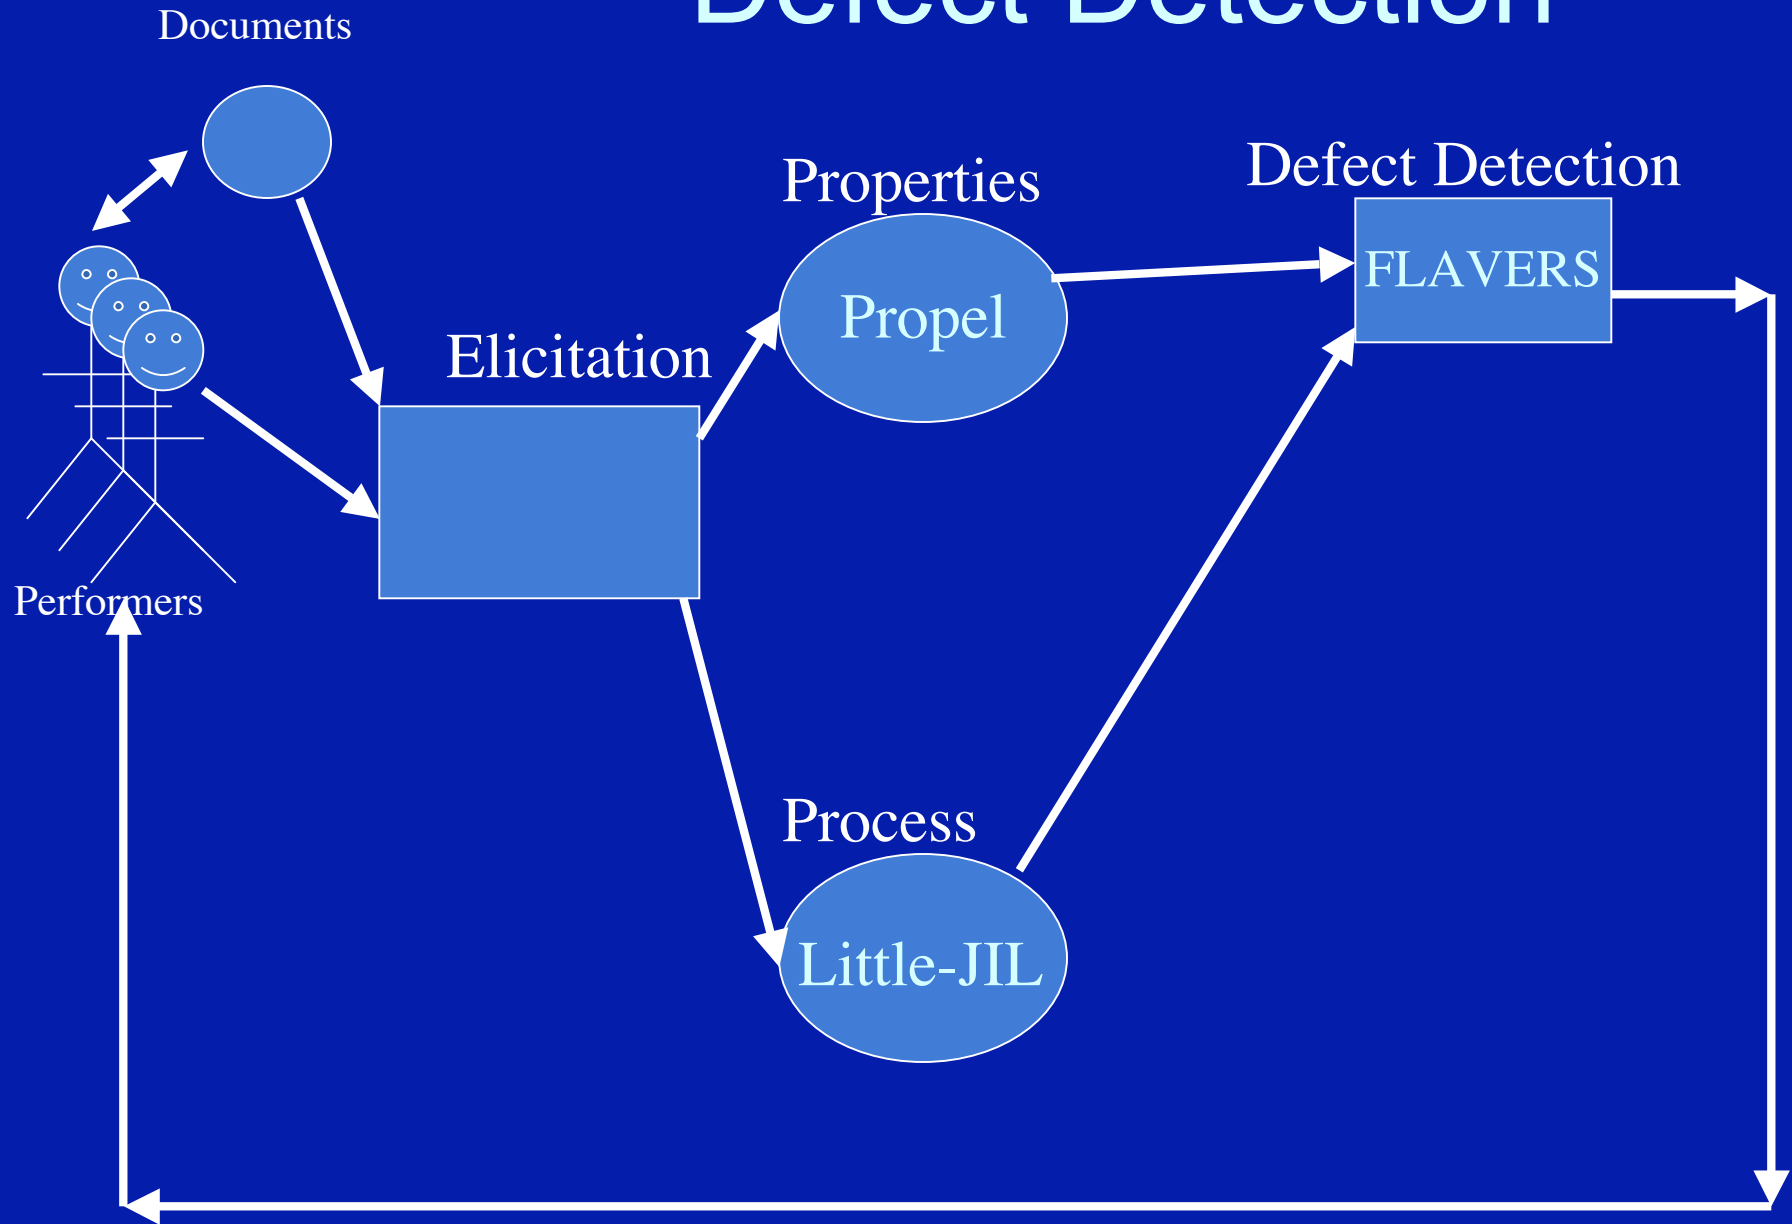 Defect Detection
Documents
Properties
Defect Detection
FLAVERS
Propel
Elicitation
Performers
Process
Little-JIL